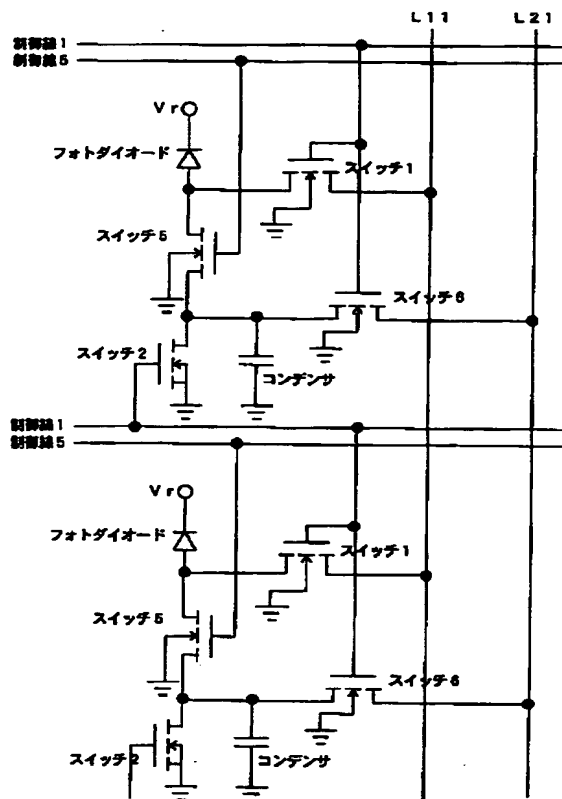 L11 L21
制御線1
制御線5
Vr
フォトダイオード
スイッチ1
スイッチ5
スイッチ6
スイッチ2
コンデンサ
制御線1
制御線5
Vr
フォトダイオード
スイッチ1
スイッチ5
スイッチ6
スイッチ2
コンデンサ